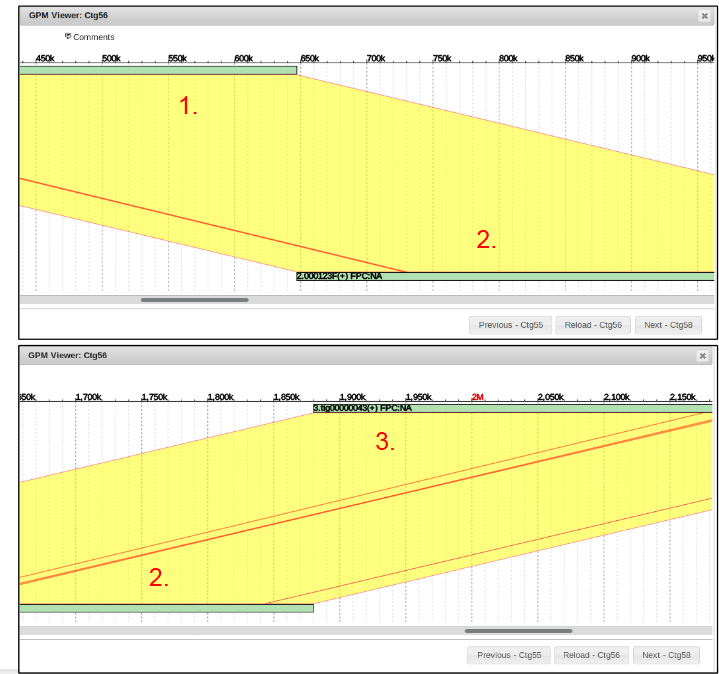 GPM Viewer: Ctg56
Comments
450k 500k 550k 600k 650k 700k 750k 800k 850k 900k 950k
1.
2.
2.000123F(+) FPC:NA
Previous - Ctg55 Reload - Ctg56 Next - Ctg58
GPM Viewer: Ctg56
650k 1,700k 1,750k 1,800k 1,850k 1,900k 1,950k 2M 2,050k 2,100k 2,150k
3.tig00000043(+) FPC:NA
3.
2.
Previous - Ctg55 Reload - Ctg56 Next - Ctg58